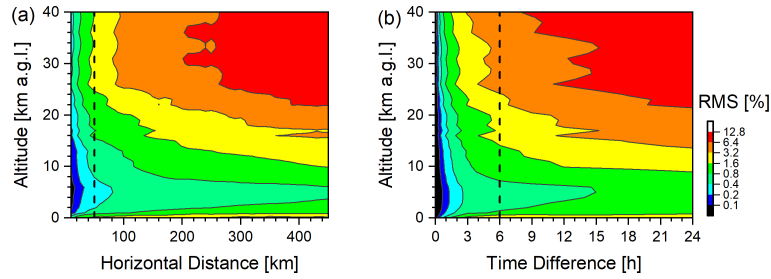 (a)
Altitude [km a.g.l.]
40
30
20
10
0
100 200 300 400
Horizontal Distance [km]
(b)
Altitude [km a.g.l.]
40
30
20
10
0
0 3 6 9 12 15 18 21 24
Time Difference [h]
RMS [%]
12.8
6.4
3.2
1.6
0.8
0.4
0.2
0.1